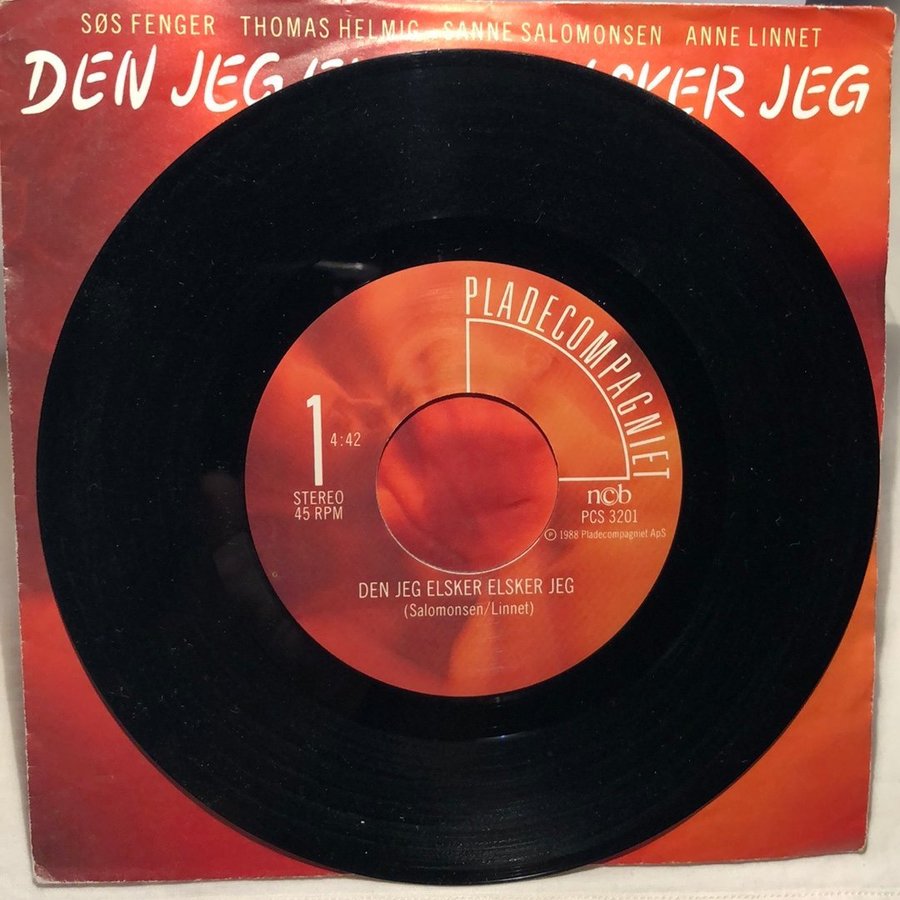 SØS FENGER THOMAS HELMIG SANNE SALOMONSEN ANNE LINNET
DEN JEG JEG
PLADECOMPAGNIET
1 4:42
STEREO
45 RPM
ncb
PCS 3201
Ⓟ 1988 Pladecompagniet ApS
DEN JEG ELSKER ELSKER JEG
(Salomonsen/Linnet)